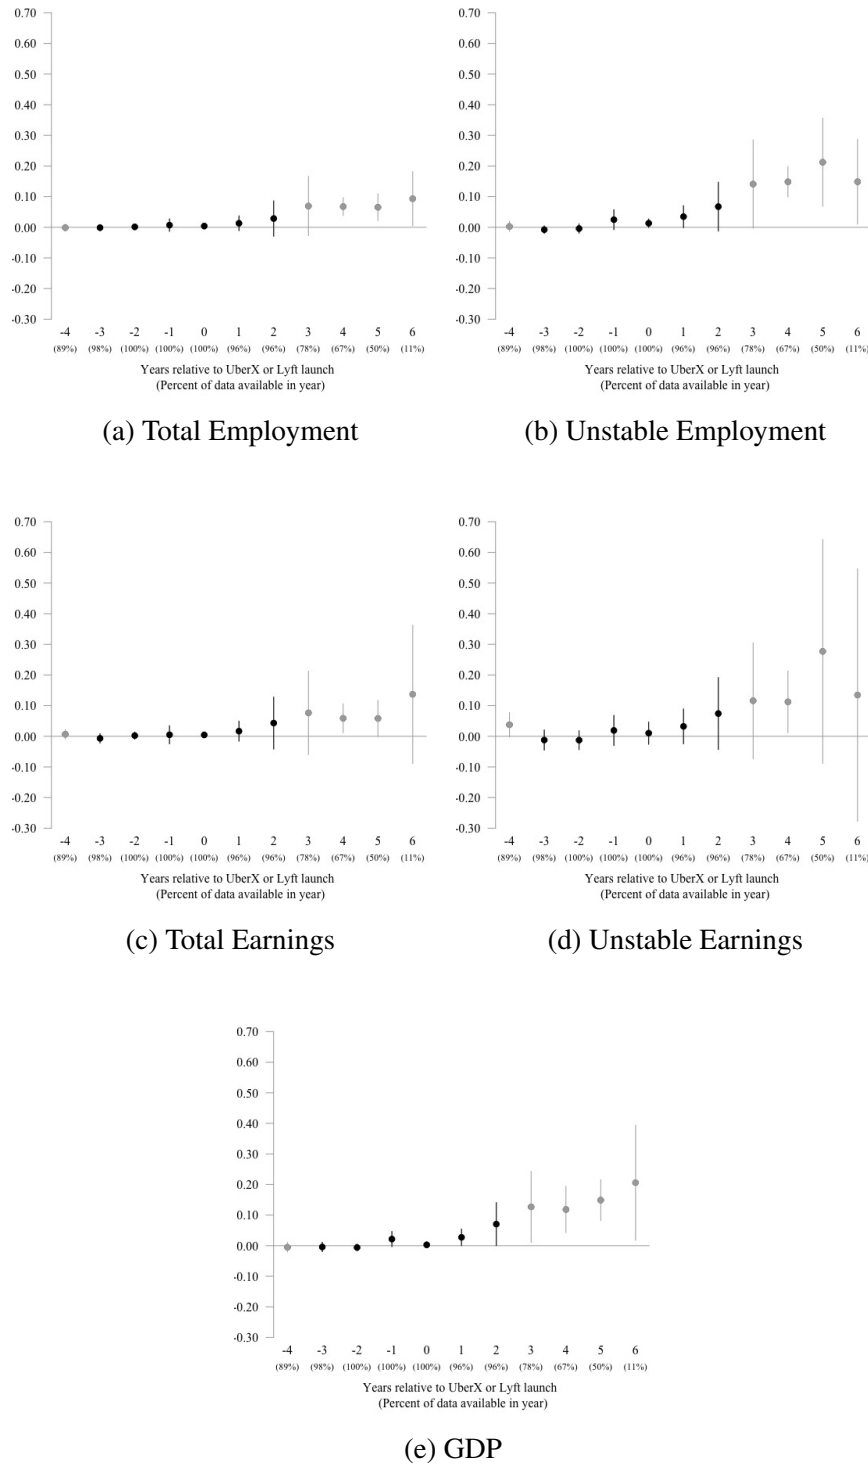 0.70 0.70
0.60 0.60
0.50 0.50
0.40 0.40
0.30 0.30
0.20 0.20
0.10 0.10
0.00 0.00
-0.10 -0.10
-0.20 -0.20
-0.30 -0.30
-4 -3 -2 -1 0 1 2 3 4 5 6 -4 -3 -2 -1 0 1 2 3 4 5 6
(89%) (98%) (100%) (100%) (100%) (96%) (96%) (78%) (67%) (50%) (11%) (89%) (98%) (100%) (100%) (100%) (96%) (96%) (78%) (67%) (50%) (11%)
Years relative to UberX or Lyft launch Years relative to UberX or Lyft launch
(Percent of data available in year) (Percent of data available in year)
(a) Total Employment (b) Unstable Employment
0.70 0.70
0.60 0.60
0.50 0.50
0.40 0.40
0.30 0.30
0.20 0.20
0.10 0.10
0.00 0.00
-0.10 -0.10
-0.20 -0.20
-0.30 -0.30
-4 -3 -2 -1 0 1 2 3 4 5 6 -4 -3 -2 -1 0 1 2 3 4 5 6
(89%) (98%) (100%) (100%) (100%) (96%) (96%) (78%) (67%) (50%) (11%) (89%) (98%) (100%) (100%) (100%) (96%) (96%) (78%) (67%) (50%) (11%)
Years relative to UberX or Lyft launch Years relative to UberX or Lyft launch
(Percent of data available in year) (Percent of data available in year)
(c) Total Earnings (d) Unstable Earnings
0.70
0.60
0.50
0.40
0.30
0.20
0.10
0.00
-0.10
-0.20
-0.30
-4 -3 -2 -1 0 1 2 3 4 5 6
(89%) (98%) (100%) (100%) (100%) (96%) (96%) (78%) (67%) (50%) (11%)
Years relative to UberX or Lyft launch
(Percent of data available in year)
(e) GDP